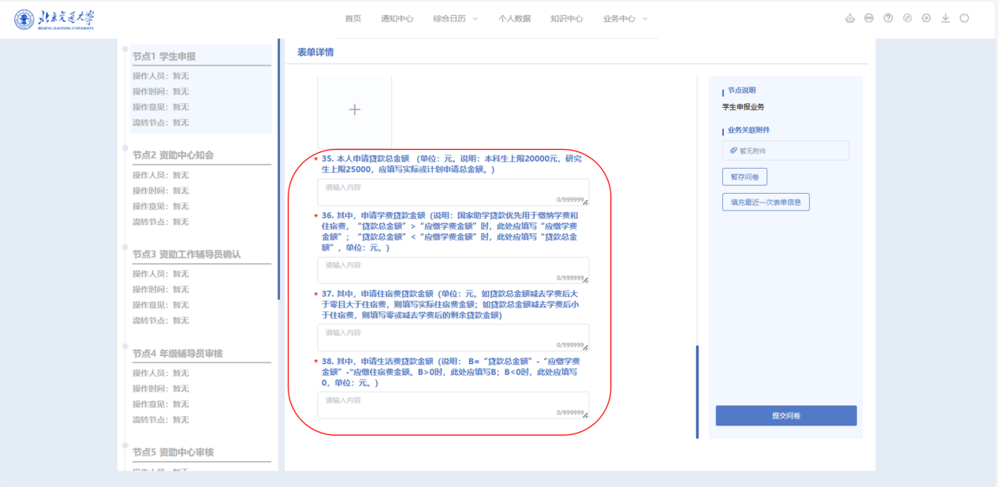 北京交通大学
BEIJING JIAOTONG UNIVERSITY
首页 通知中心 综合日历 个人数据 知识中心 业务中心
节点1 学生申报
操作人员：暂无
操作时间：暂无
操作意见：暂无
流转节点：暂无
节点2 资助中心知会
操作人员：暂无
操作时间：暂无
操作意见：暂无
流转节点：暂无
节点3 资助工作辅导员确认
操作人员：暂无
操作时间：暂无
操作意见：暂无
流转节点：暂无
节点4 年级辅导员审核
操作人员：暂无
操作时间：暂无
操作意见：暂无
流转节点：暂无
节点5 资助中心审核
操作人员：暂无
表单详情
* 35. 本人申请贷款总金额 （单位：元。说明：本科生上限20000元，研究
生上限25000，应填写实际或计划申请总金额。)
请输入内容
0/999999
* 36. 其中，申请学费贷款金额（说明：国家助学贷款优先用于缴纳学费和
住宿费，“贷款总金额”>“应缴学费金额”时，此处应填写“应缴学费
金额”；“贷款总金额”<“应缴学费金额”时，此处应填写“贷款总金
额”，单位：元。)
请输入内容
0/999999
* 37. 其中，申请住宿费贷款金额（单位：元。如贷款总金额减去学费后大
于零且大于住宿费，则填写实际住宿费金额；如贷款总金额减去学费后小
于住宿费，则填写零或减去学费后的剩余贷款金额)
请输入内容
0/999999
* 38. 其中，申请生活费贷款金额（说明： B=“贷款总金额”-“应缴学费
金额”-"应缴住宿费金额。B>0时，此处应填写B；B<0时，此处应填写
0，单位：元。)
请输入内容
0/999999
节点说明
学生申报业务
业务关联附件
暂无附件
暂存问卷
填充最近一次表单信息
提交问卷